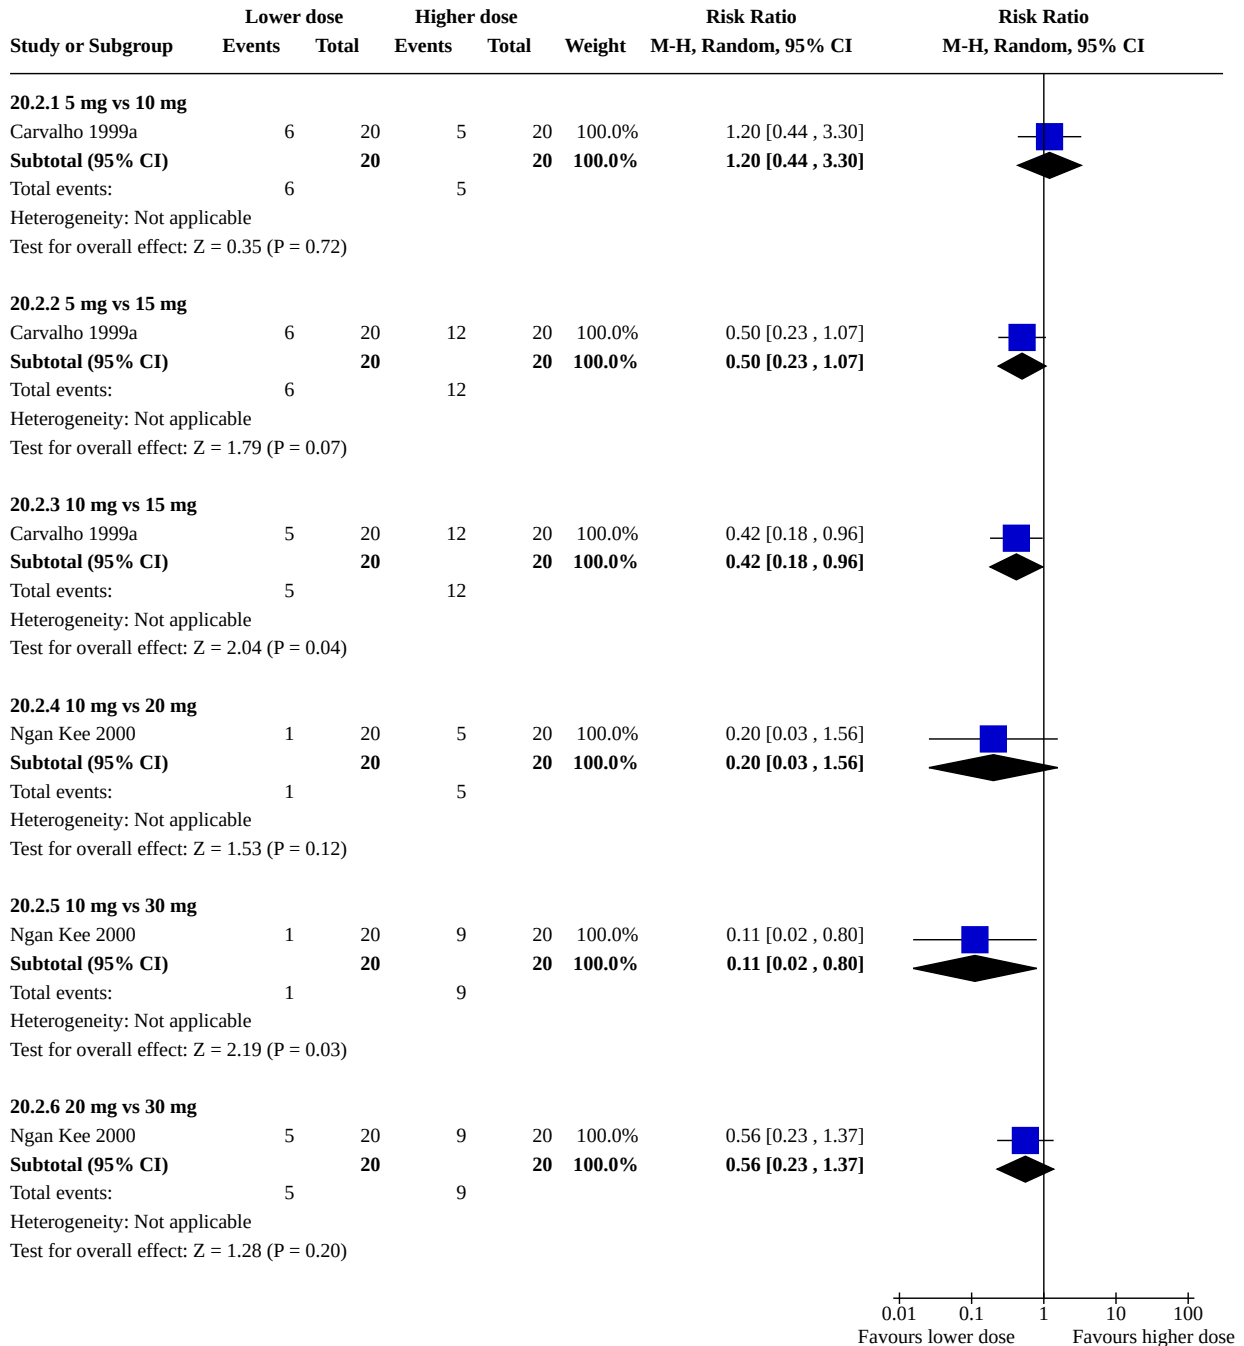 Lower dose Higher dose Risk Ratio Risk Ratio
Study or Subgroup Events Total Events Total Weight M-H, Random, 95% CI M-H, Random, 95% CI
20.2.1 5 mg vs 10 mg
Carvalho 1999a 6 20 5 20 100.0% 1.20 [0.44 , 3.30]
Subtotal (95% CI) 20 20 100.0% 1.20 [0.44 , 3.30]
Total events: 6 5
Heterogeneity: Not applicable
Test for overall effect: Z = 0.35 (P = 0.72)
20.2.2 5 mg vs 15 mg
Carvalho 1999a 6 20 12 20 100.0% 0.50 [0.23 , 1.07]
Subtotal (95% CI) 20 20 100.0% 0.50 [0.23 , 1.07]
Total events: 6 12
Heterogeneity: Not applicable
Test for overall effect: Z = 1.79 (P = 0.07)
20.2.3 10 mg vs 15 mg
Carvalho 1999a 5 20 12 20 100.0% 0.42 [0.18 , 0.96]
Subtotal (95% CI) 20 20 100.0% 0.42 [0.18 , 0.96]
Total events: 5 12
Heterogeneity: Not applicable
Test for overall effect: Z = 2.04 (P = 0.04)
20.2.4 10 mg vs 20 mg
Ngan Kee 2000 1 20 5 20 100.0% 0.20 [0.03 , 1.56]
Subtotal (95% CI) 20 20 100.0% 0.20 [0.03 , 1.56]
Total events: 1 5
Heterogeneity: Not applicable
Test for overall effect: Z = 1.53 (P = 0.12)
20.2.5 10 mg vs 30 mg
Ngan Kee 2000 1 20 9 20 100.0% 0.11 [0.02 , 0.80]
Subtotal (95% CI) 20 20 100.0% 0.11 [0.02 , 0.80]
Total events: 1 9
Heterogeneity: Not applicable
Test for overall effect: Z = 2.19 (P = 0.03)
20.2.6 20 mg vs 30 mg
Ngan Kee 2000 5 20 9 20 100.0% 0.56 [0.23 , 1.37]
Subtotal (95% CI) 20 20 100.0% 0.56 [0.23 , 1.37]
Total events: 5 9
Heterogeneity: Not applicable
Test for overall effect: Z = 1.28 (P = 0.20)
0.01 0.1 1 10 100
Favours lower dose Favours higher dose